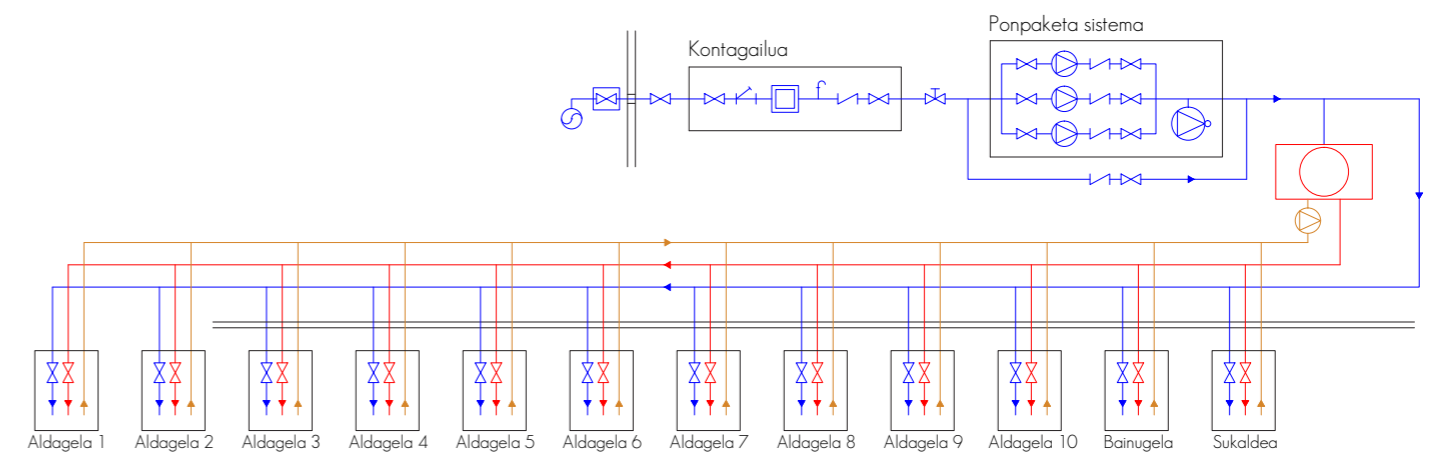 Ponpaketa sistema
Kontagailua
Aldagela 1
Aldagela 2
Aldagela 3
Aldagela 4
Aldagela 5
Aldagela 6
Aldagela 7
Aldagela 8
Aldagela 9
Aldagela 10
Bainugela
Sukaldea